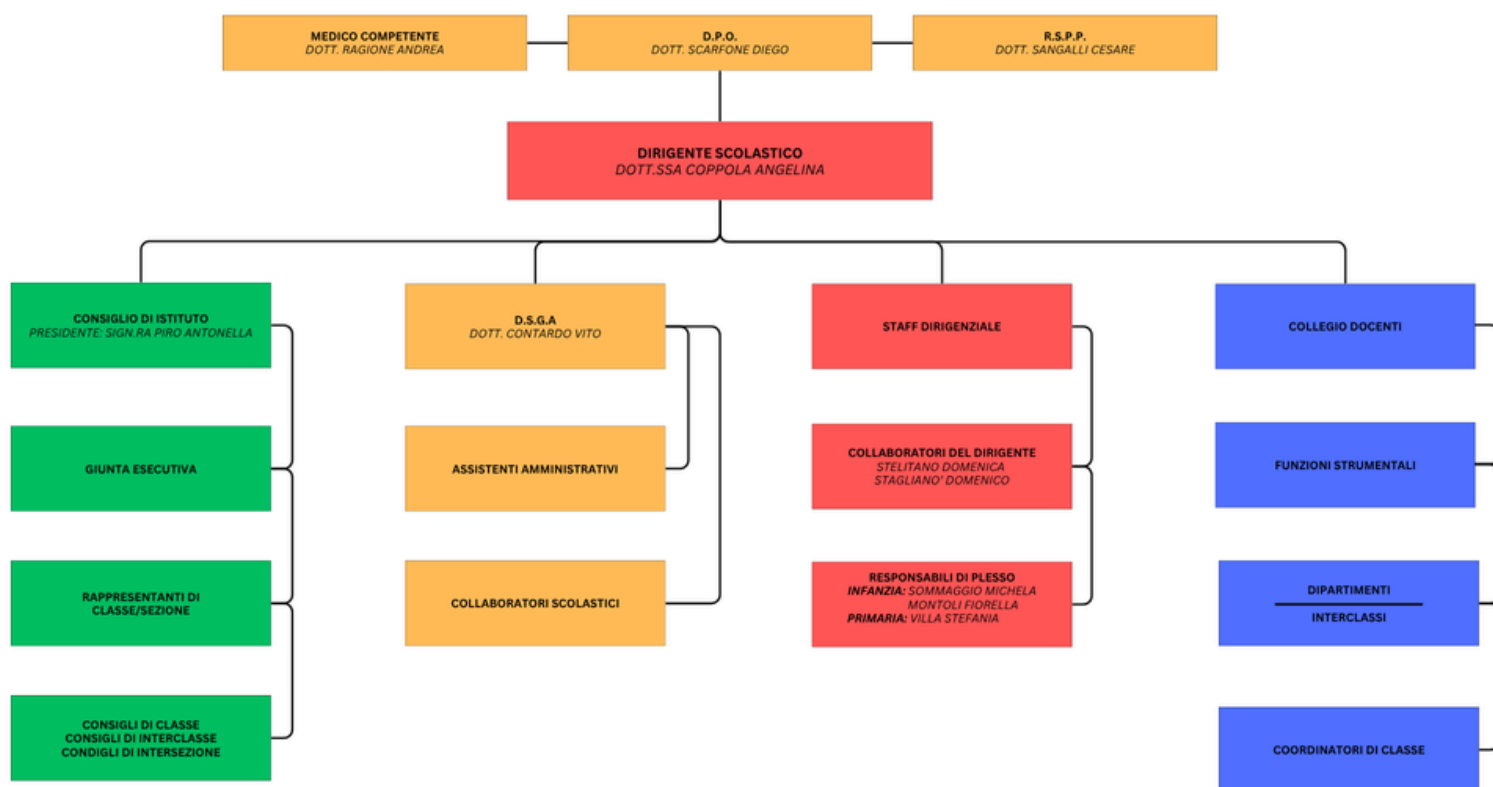 MEDICO COMPETENTE
DOTT. RAGIONE ANDREA
D.P.O.
DOTT. SCARFONE DIEGO
R.S.P.P.
DOTT. SANGALLI CESARE
DIRIGENTE SCOLASTICO
DOTT.SSA COPPOLA ANGELINA
CONSIGLIO DI ISTITUTO
PRESIDENTE: SIGN.RA PIRO ANTONELLA
GIUNTA ESECUTIVA
RAPPRESENTANTI DI
CLASSE/SEZIONE
CONSIGLI DI CLASSE
CONSIGLI DI INTERCLASSE
CONDIGLI DI INTERSEZIONE
D.S.G.A
DOTT. CONTARDO VITO
ASSISTENTI AMMINISTRATIVI
COLLABORATORI SCOLASTICI
STAFF DIRIGENZIALE
COLLABORATORI DEL DIRIGENTE
STELITANO DOMENICA
STAGLIANO' DOMENICO
RESPONSABILI DI PLESSO
INFANZIA: SOMMAGGIO MICHELA
MONTOLI FIORELLA
PRIMARIA: VILLA STEFANIA
COLLEGIO DOCENTI
FUNZIONI STRUMENTALI
DIPARTIMENTI
INTERCLASSI
COORDINATORI DI CLASSE